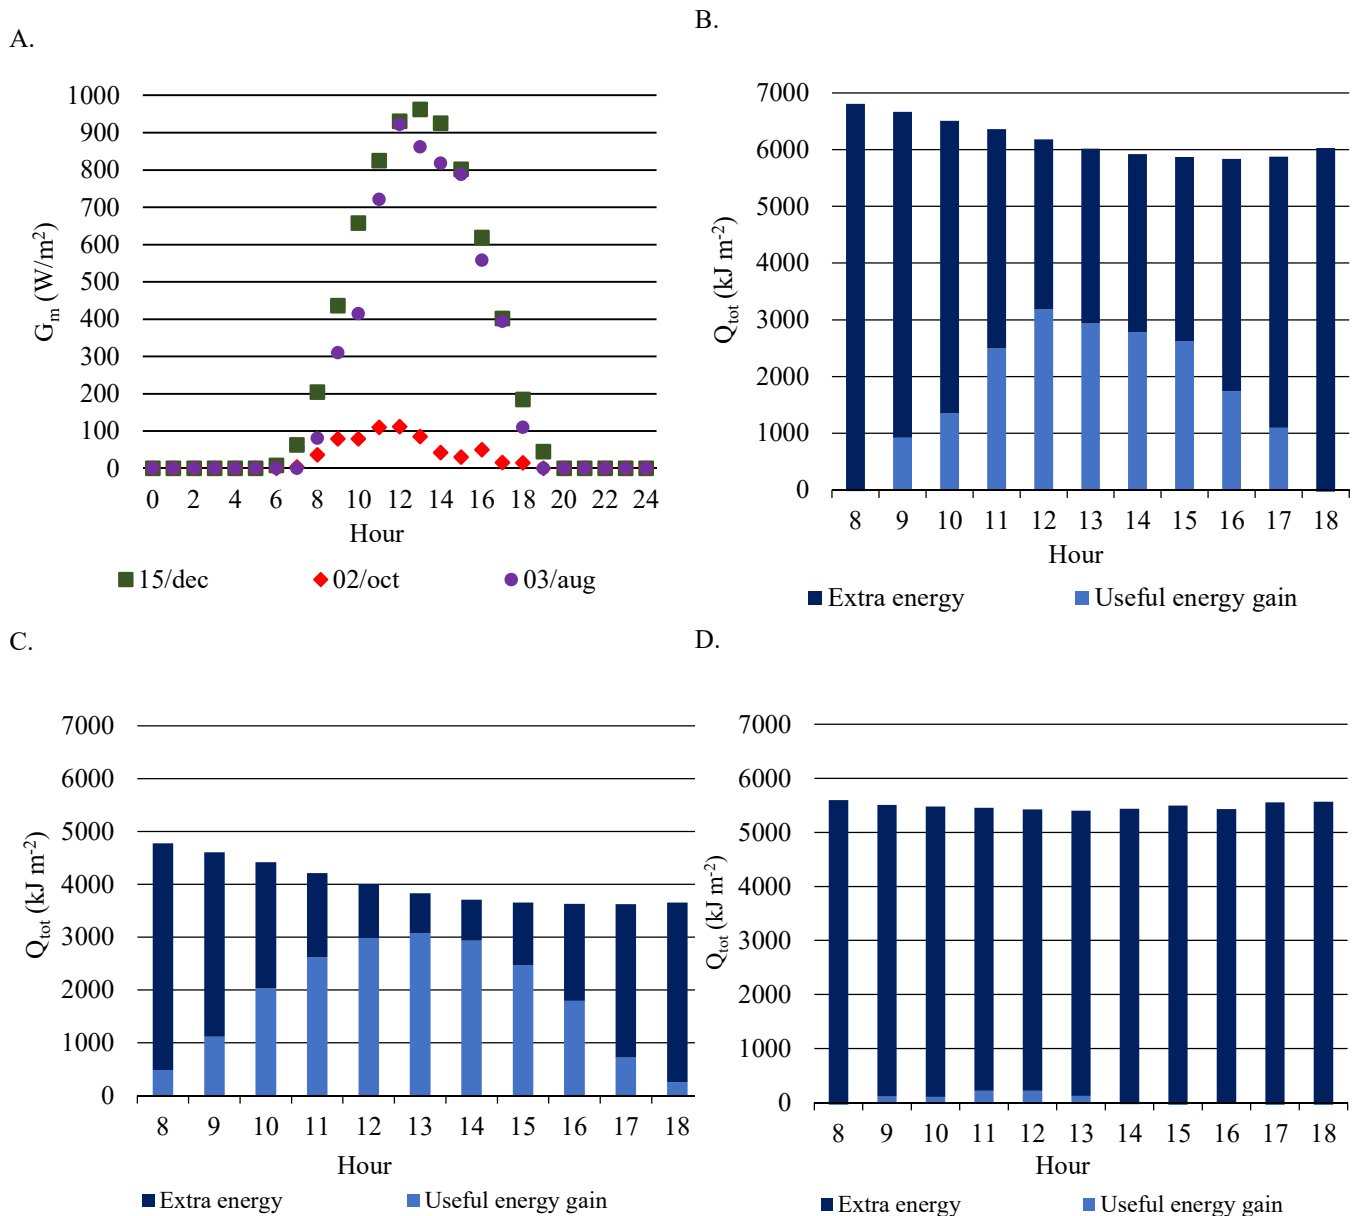 A.
1000
900
800
700
600
500
400
300
200
100
0
G_m (W/m²)
0 2 4 6 8 10 12 14 16 18 20 22 24
Hour
15/dec 02/oct 03/aug
B.
7000
6000
5000
4000
3000
2000
1000
0
Q_tot (kJ m⁻²)
8 9 10 11 12 13 14 15 16 17 18
Hour
Extra energy Useful energy gain
C.
7000
6000
5000
4000
3000
2000
1000
0
Q_tot (kJ m⁻²)
8 9 10 11 12 13 14 15 16 17 18
Hour
Extra energy Useful energy gain
D.
7000
6000
5000
4000
3000
2000
1000
0
Q_tot (kJ m⁻²)
8 9 10 11 12 13 14 15 16 17 18
Hour
Extra energy Useful energy gain